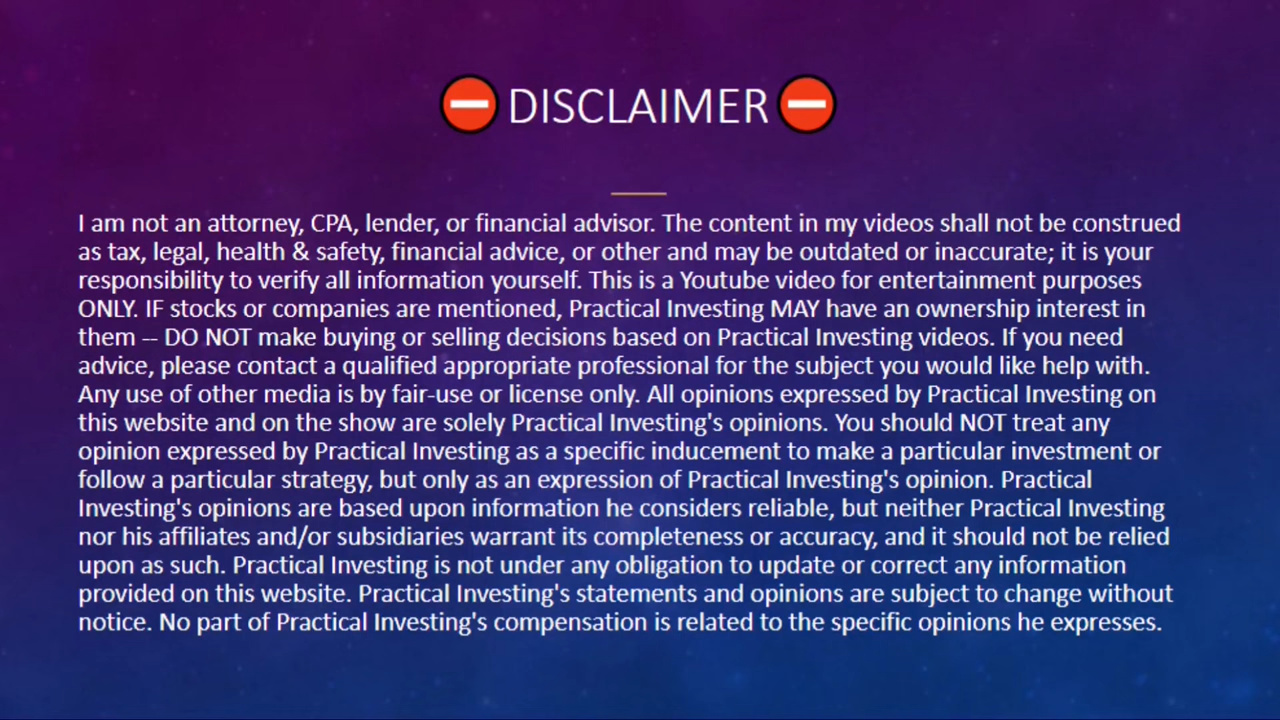 DISCLAIMER
I am not an attorney, CPA, lender, or financial advisor. The content in my videos shall not be construed
as tax, legal, health & safety, financial advice, or other and may be outdated or inaccurate; it is your
responsibility to verify all information yourself. This is a Youtube video for entertainment purposes
ONLY. IF stocks or companies are mentioned, Practical Investing MAY have an ownership interest in
them -- DO NOT make buying or selling decisions based on Practical Investing videos. If you need
advice, please contact a qualified appropriate professional for the subject you would like help with.
Any use of other media is by fair-use or license only. All opinions expressed by Practical Investing on
this website and on the show are solely Practical Investing's opinions. You should NOT treat any
opinion expressed by Practical Investing as a specific inducement to make a particular investment or
follow a particular strategy, but only as an expression of Practical Investing's opinion. Practical
Investing's opinions are based upon information he considers reliable, but neither Practical Investing
nor his affiliates and/or subsidiaries warrant its completeness or accuracy, and it should not be relied
upon as such. Practical Investing is not under any obligation to update or correct any information
provided on this website. Practical Investing's statements and opinions are subject to change without
notice. No part of Practical Investing's compensation is related to the specific opinions he expresses.